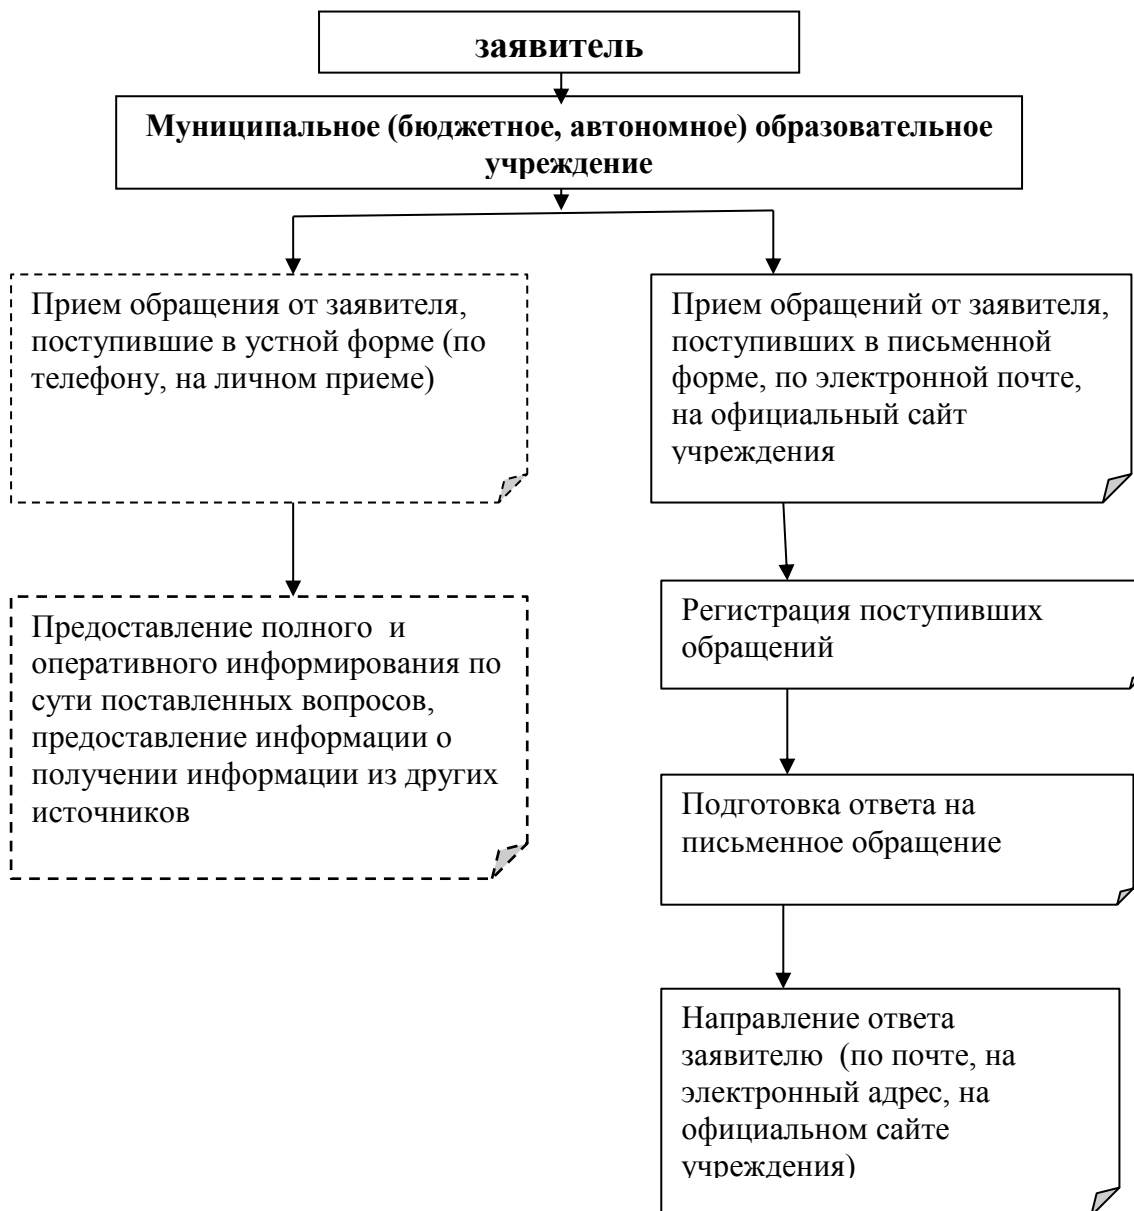 заявитель
Муниципальное (бюджетное, автономное) образовательное
учреждение
Прием обращения от заявителя,
поступившие в устной форме (по
телефону, на личном приеме)
Прием обращений от заявителя,
поступивших в письменной
форме, по электронной почте,
на официальный сайт
учреждения
Предоставление полного  и
оперативного информирования по
сути поставленных вопросов,
предоставление информации о
получении информации из других
источников
Регистрация поступивших
обращений
Подготовка ответа на
письменное обращение
Направление ответа
заявителю  (по почте, на
электронный адрес, на
официальном сайте
учреждения)